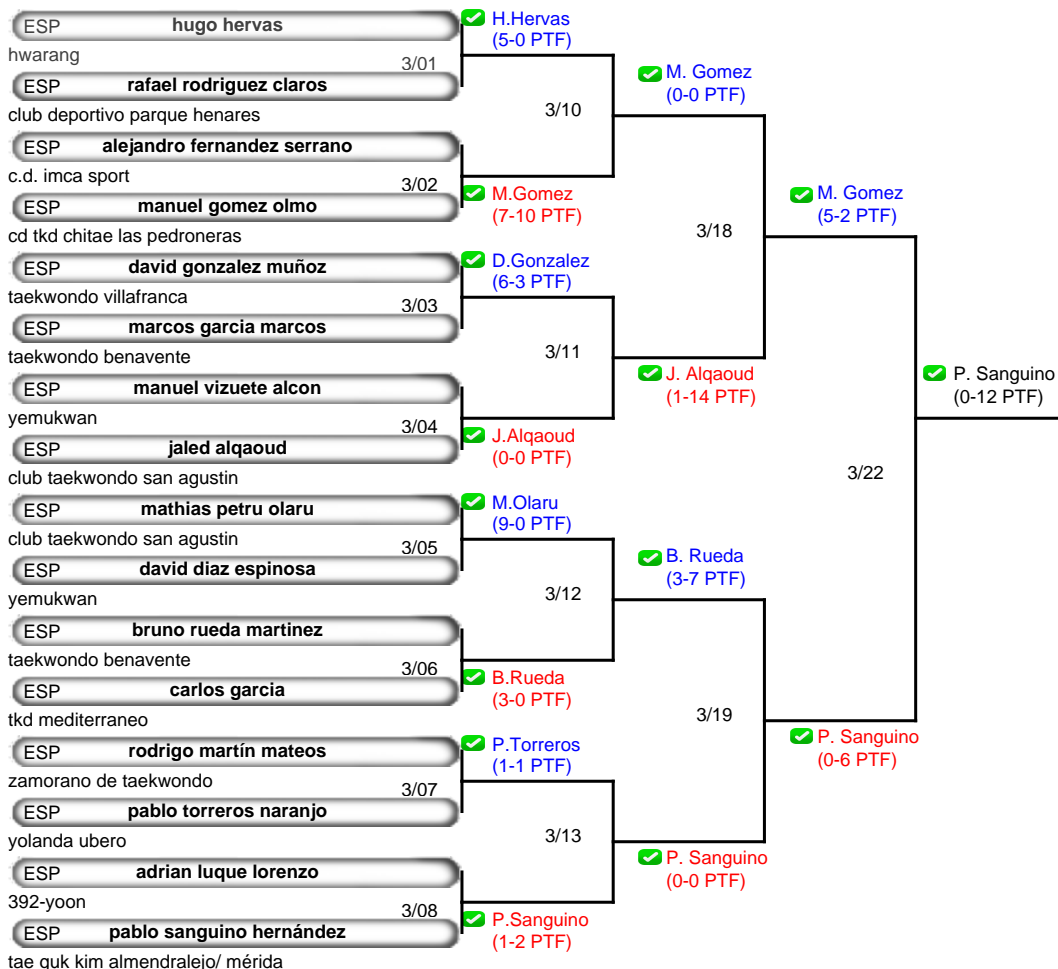 ESP hugo hervas
hwarang
3/01
ESP rafael rodriguez claros
club deportivo parque henares
ESP alejandro fernandez serrano
c.d. imca sport
3/02
ESP manuel gomez olmo
cd tkd chitae las pedroneras
ESP david gonzalez muñoz
taekwondo villafranca
3/03
ESP marcos garcia marcos
taekwondo benavente
ESP manuel vizuete alcon
yemukwan
3/04
ESP jaled alqaoud
club taekwondo san agustin
ESP mathias petru olaru
club taekwondo san agustin
3/05
ESP david diaz espinosa
yemukwan
ESP bruno rueda martinez
taekwondo benavente
3/06
ESP carlos garcia
tkd mediterraneo
ESP rodrigo martín mateos
zamorano de taekwondo
3/07
ESP pablo torreros naranjo
yolanda ubero
ESP adrian luque lorenzo
392-yoon
3/08
ESP pablo sanguino hernández
tae guk kim almendralejo/ mérida
H.Hervas
(5-0 PTF)
3/10
M.Gomez
(7-10 PTF)
D.Gonzalez
(6-3 PTF)
3/11
J.Alqaoud
(0-0 PTF)
M.Olaru
(9-0 PTF)
3/12
B.Rueda
(3-0 PTF)
P.Torreros
(1-1 PTF)
3/13
P.Sanguino
(1-2 PTF)
M. Gomez
(0-0 PTF)
3/18
J. Alqaoud
(1-14 PTF)
B. Rueda
(3-7 PTF)
3/19
P. Sanguino
(0-0 PTF)
M. Gomez
(5-2 PTF)
3/22
P. Sanguino
(0-6 PTF)
P. Sanguino
(0-12 PTF)